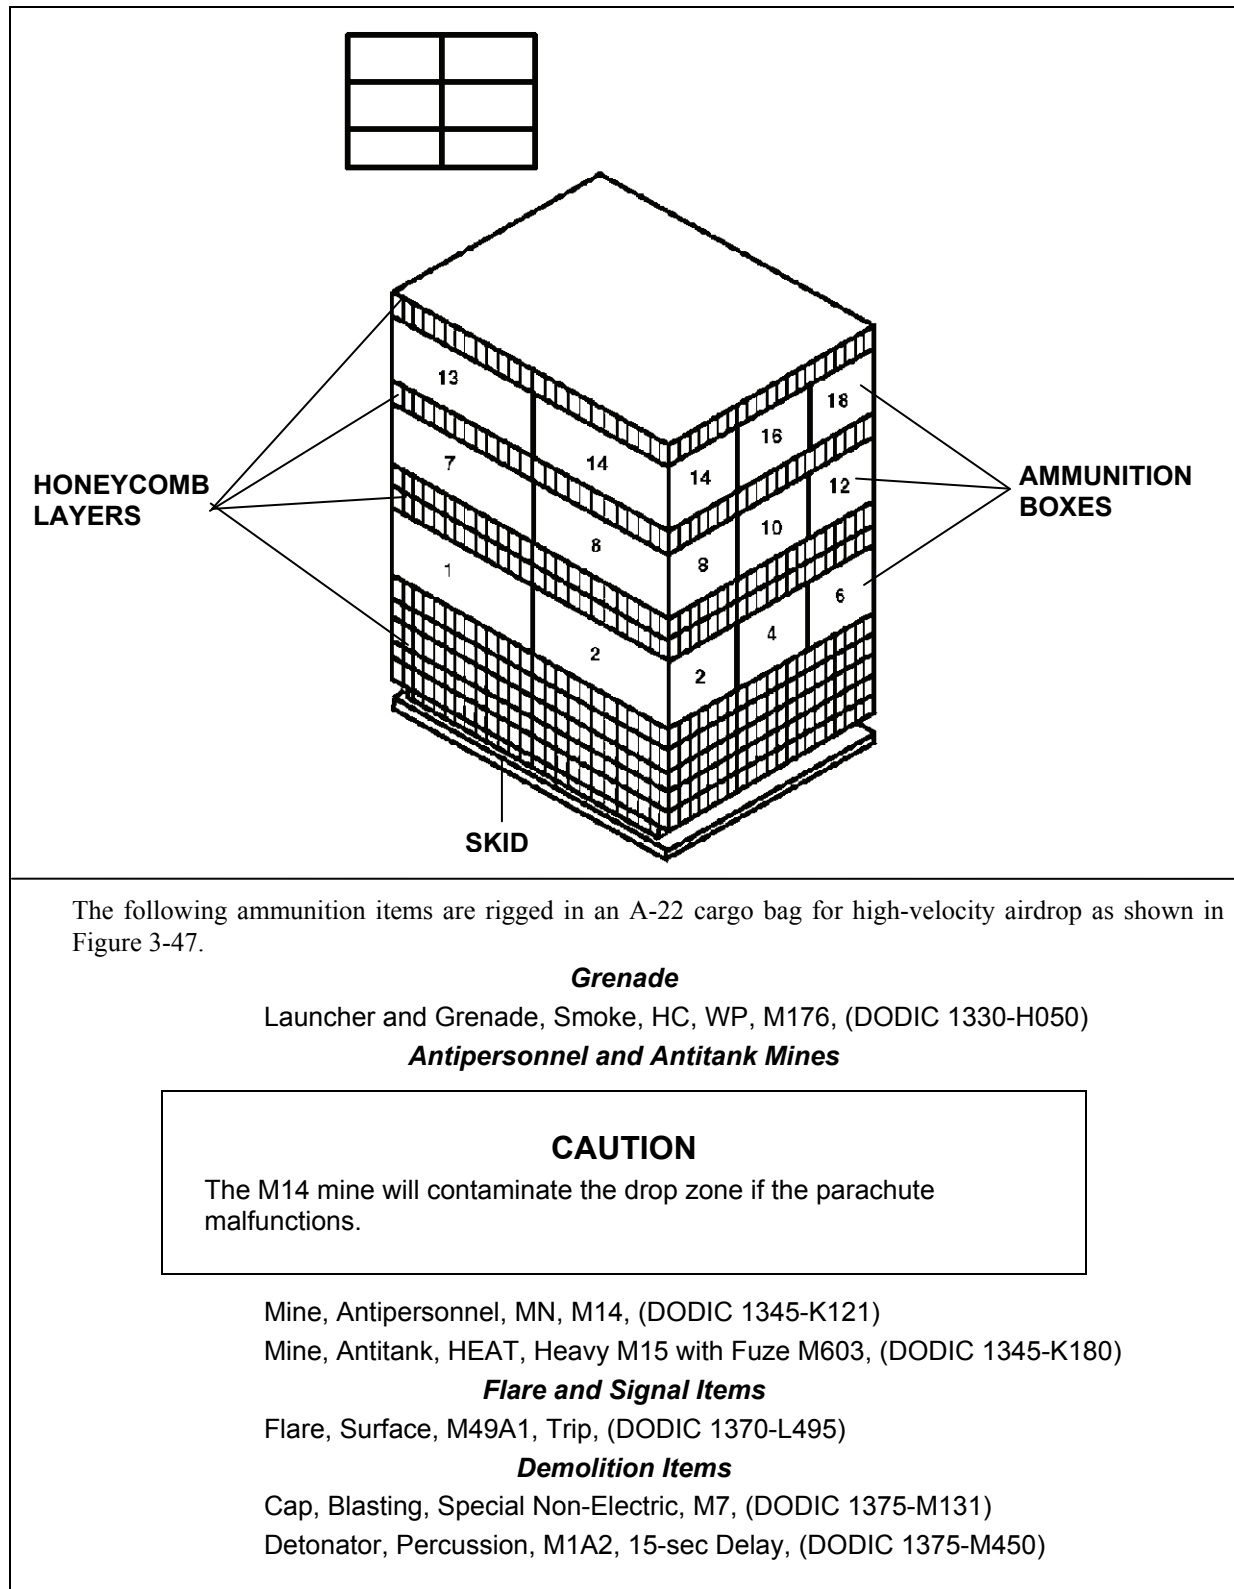 13
18
16
14
14
7
12
10
8
8
1
6
4
2
2
HONEYCOMB
LAYERS
AMMUNITION
BOXES
SKID
The following ammunition items are rigged in an A-22 cargo bag for high-velocity airdrop as shown in
Figure 3-47.
Grenade
Launcher and Grenade, Smoke, HC, WP, M176, (DODIC 1330-H050)
Antipersonnel and Antitank Mines
CAUTION
The M14 mine will contaminate the drop zone if the parachute
malfunctions.
Mine, Antipersonnel, MN, M14, (DODIC 1345-K121)
Mine, Antitank, HEAT, Heavy M15 with Fuze M603, (DODIC 1345-K180)
Flare and Signal Items
Flare, Surface, M49A1, Trip, (DODIC 1370-L495)
Demolition Items
Cap, Blasting, Special Non-Electric, M7, (DODIC 1375-M131)
Detonator, Percussion, M1A2, 15-sec Delay, (DODIC 1375-M450)